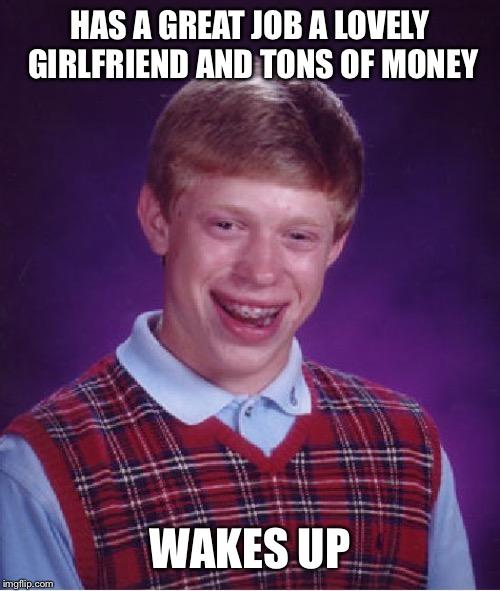 HAS A GREAT JOB A LOVELY
GIRLFRIEND AND TONS OF MONEY
WAKES UP
imgflip.com